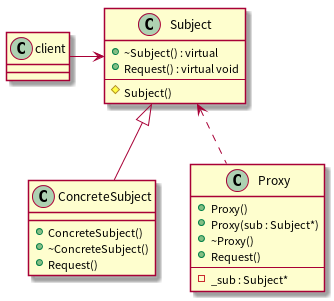 C Subject
C client
~Subject() : virtual
Request() : virtual void
Subject()
C ConcreteSubject
ConcreteSubject()
~ConcreteSubject()
Request()
C Proxy
Proxy()
Proxy(sub : Subject*)
~Proxy()
Request()
_sub : Subject*